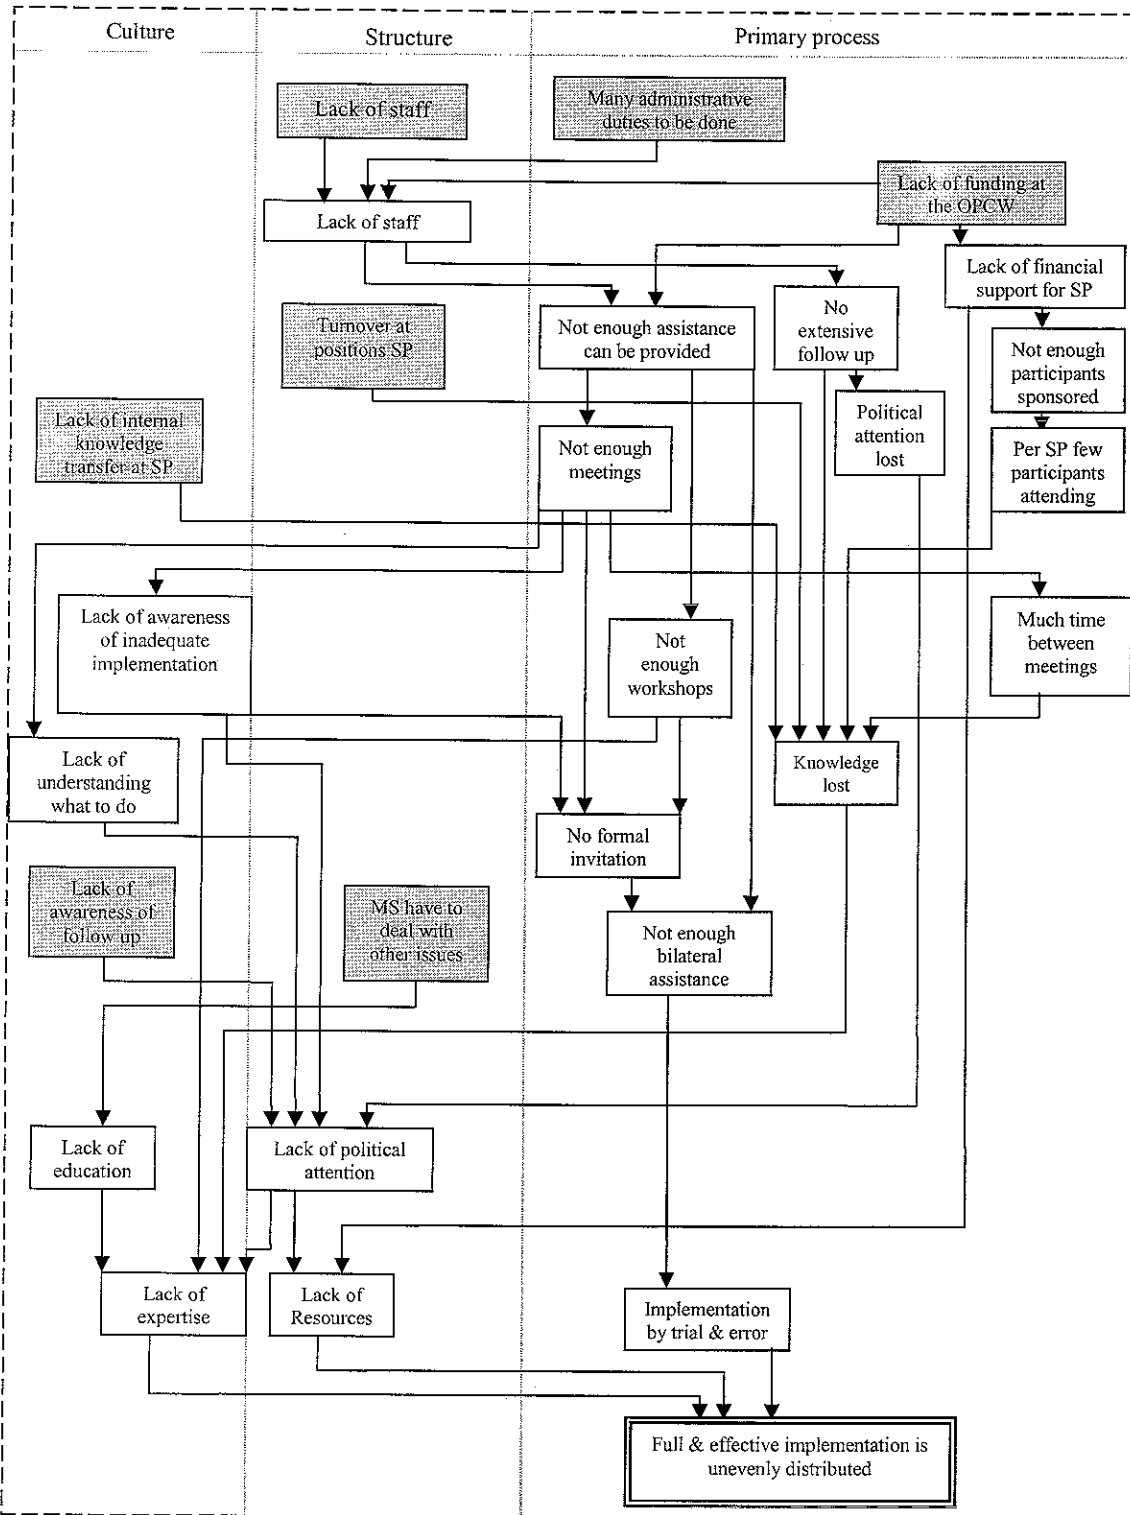 Culture
Structure
Primary process
Lack of staff
Many administrative
duties to be done
Lack of funding at
the OPCW
Lack of staff
Lack of financial
support for SP
Turnover at
positions SP
Not enough assistance
can be provided
No
extensive
follow up
Not enough
participants
sponsored
Lack of internal
knowledge
transfer at SP
Not enough
meetings
Political
attention
lost
Per SP few
participants
attending
Lack of awareness
of inadequate
implementation
Not
enough
workshops
Much time
between
meetings
Lack of
understanding
what to do
Knowledge
lost
No formal
invitation
Lack of
awareness of
follow up
MS have to
deal with
other issues
Not enough
bilateral
assistance
Lack of
education
Lack of political
attention
Lack of
expertise
Lack of
Resources
Implementation
by trial & error
Full & effective implementation is
unevenly distributed